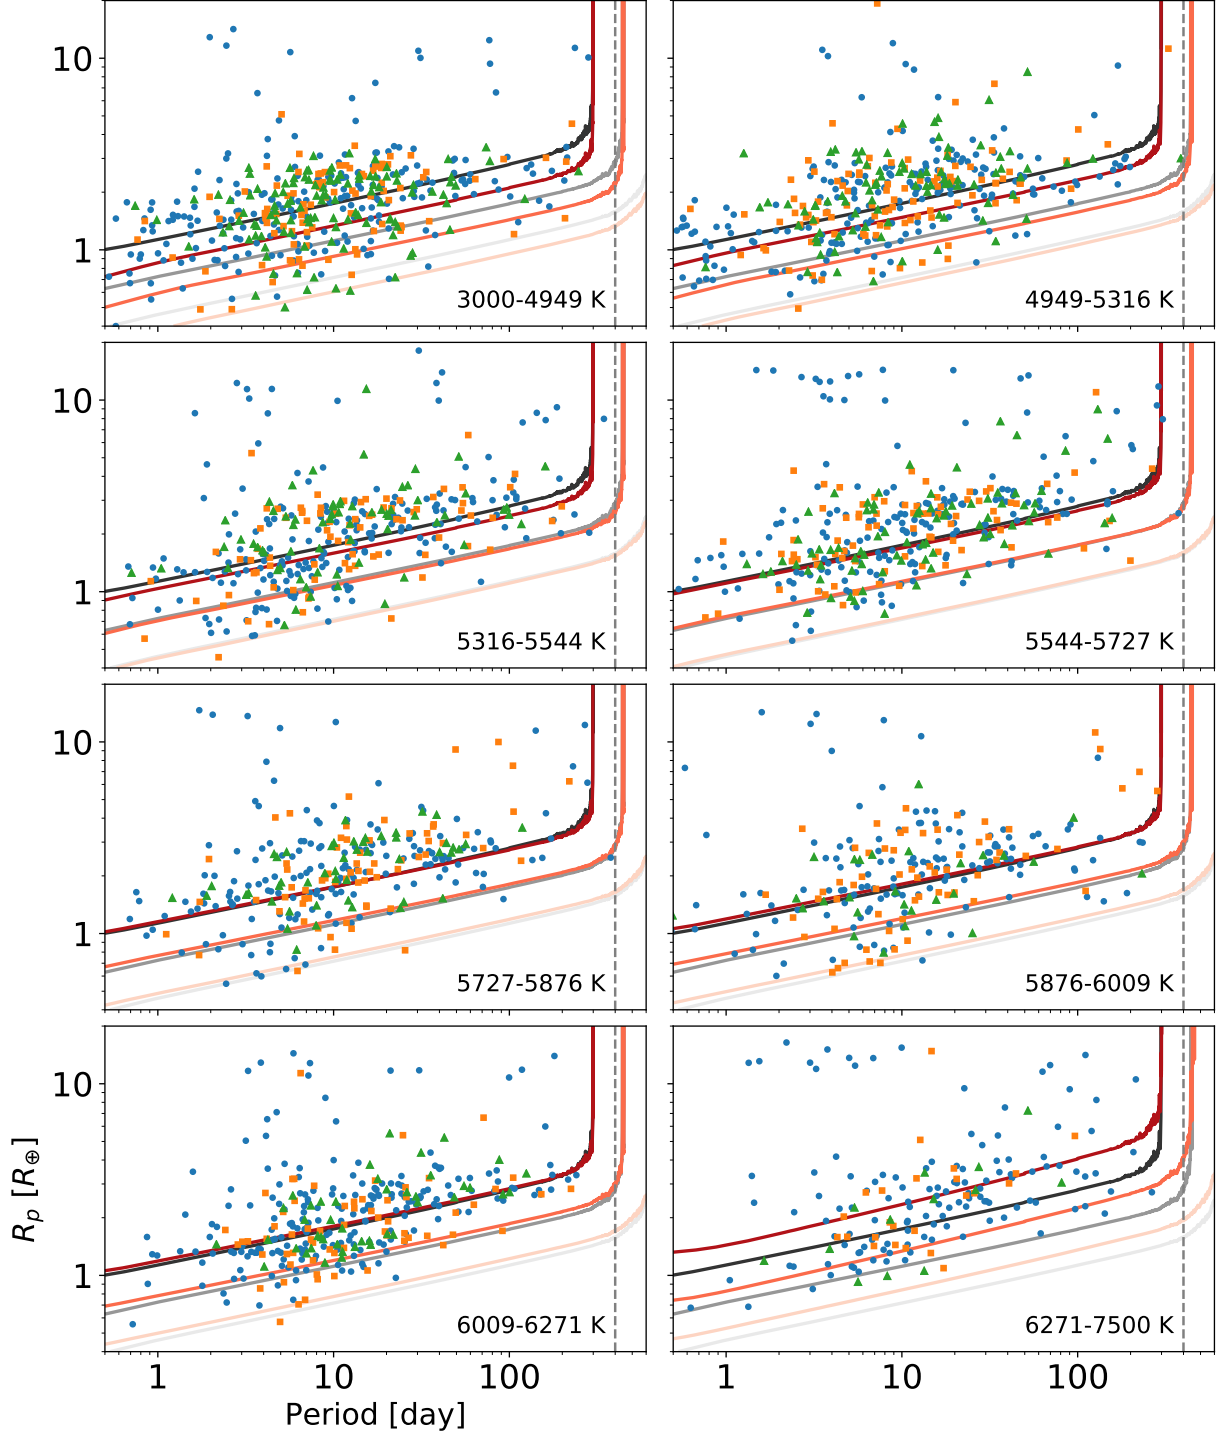 10
1
3000-4949 K
4949-5316 K
10
1
5316-5544 K
5544-5727 K
10
1
5727-5876 K
5876-6009 K
10
1
6009-6271 K
6271-7500 K
1 10 100
1 10 100
Period [day]
R_p [R_⊕]